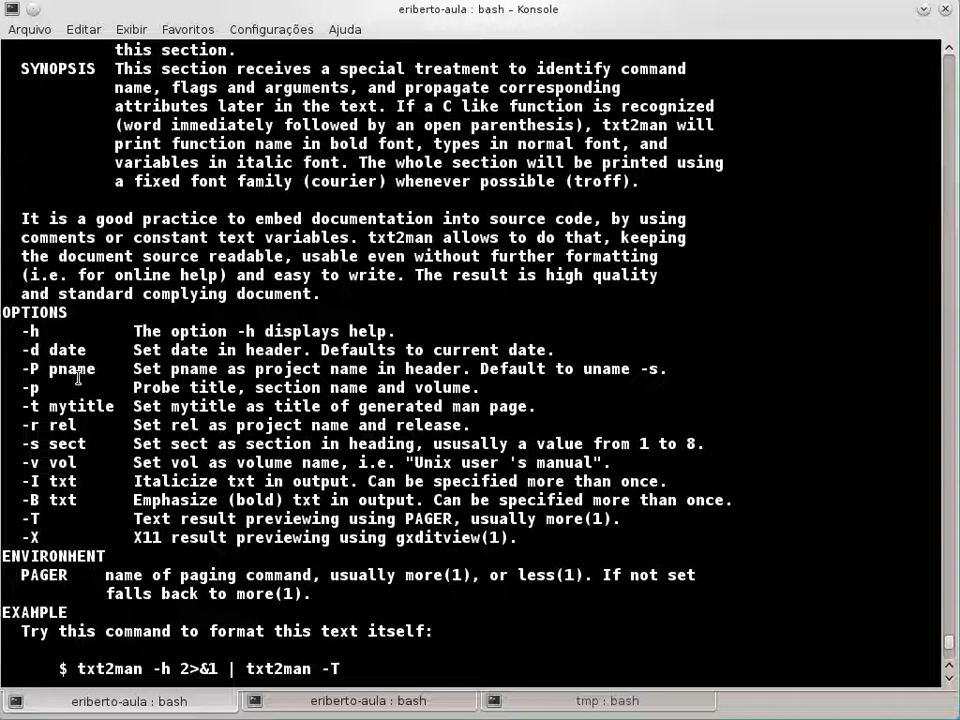 eriberto-aula : bash – Konsole
Arquivo Editar Exibir Favoritos Configurações Ajuda
this section.
SYNOPSIS This section receives a special treatment to identify command
name, flags and arguments, and propagate corresponding
attributes later in the text. If a C like function is recognized
(word immediately followed by an open parenthesis), txt2man will
print function name in bold font, types in normal font, and
variables in italic font. The whole section will be printed using
a fixed font family (courier) whenever possible (troff).
It is a good practice to embed documentation into source code, by using
comments or constant text variables. txt2man allows to do that, keeping
the document source readable, usable even without further formatting
(i.e. for online help) and easy to write. The result is high quality
and standard complying document.
OPTIONS
-h The option -h displays help.
-d date Set date in header. Defaults to current date.
-P pname Set pname as project name in header. Default to uname -s.
-p Probe title, section name and volume.
-t mytitle Set mytitle as title of generated man page.
-r rel Set rel as project name and release.
-s sect Set sect as section in heading, ususally a value from 1 to 8.
-v vol Set vol as volume name, i.e. "Unix user 's manual".
-I txt Italicize txt in output. Can be specified more than once.
-B txt Emphasize (bold) txt in output. Can be specified more than once.
-T Text result previewing using PAGER, usually more(1).
-X X11 result previewing using gxditview(1).
ENVIRONMENT
PAGER name of paging command, usually more(1), or less(1). If not set
falls back to more(1).
EXAMPLE
Try this command to format this text itself:
$ txt2man -h 2>&1 | txt2man -T
eriberto-aula : bash eriberto-aula : bash tmp : bash